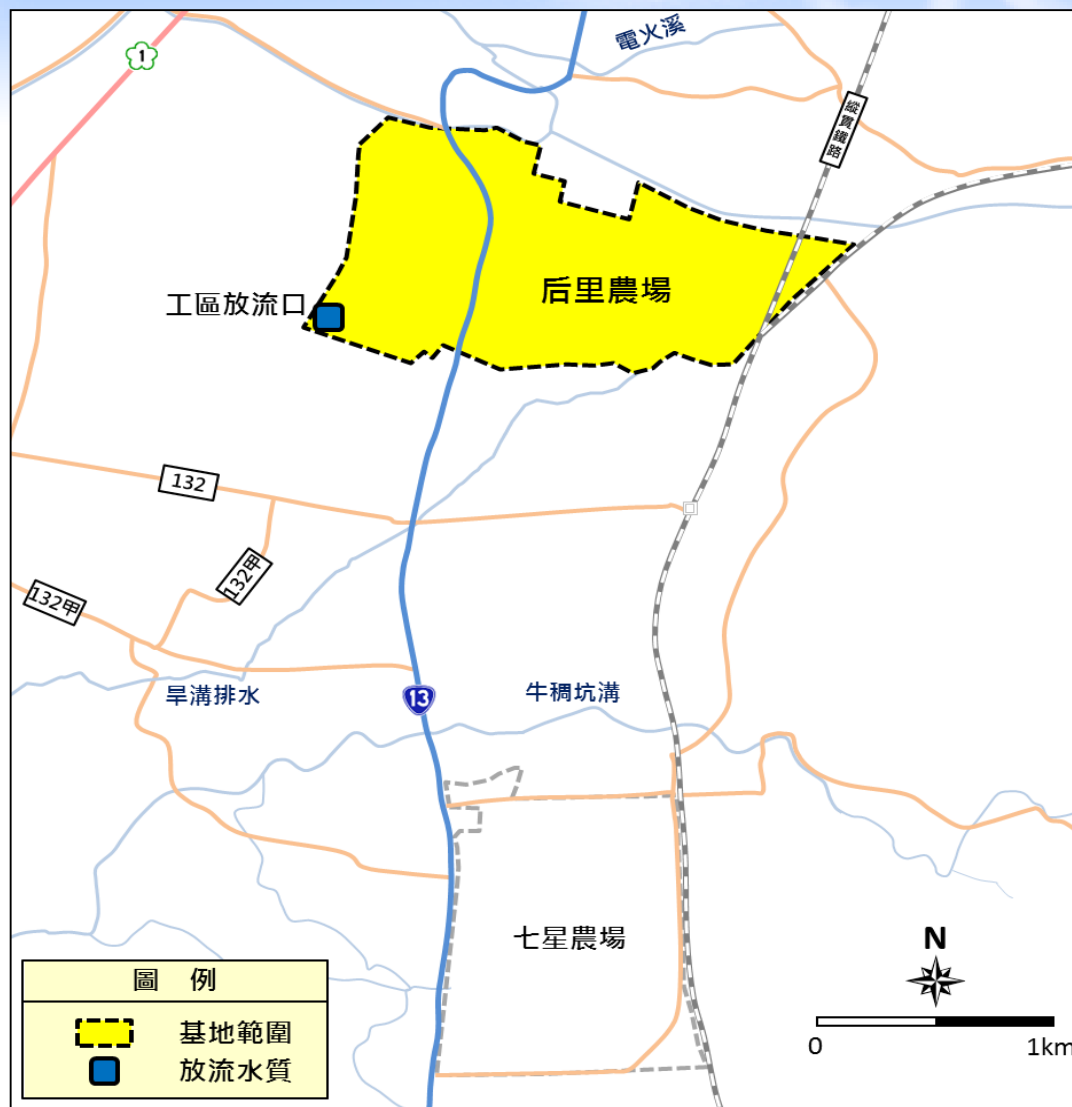 電火溪
1
縱貫鐵路
后里農場
工區放流口
132
132甲
132甲
旱溝排水
牛稠坑溝
13
七星農場
N
0
1km
圖 例
基地範圍
放流水質